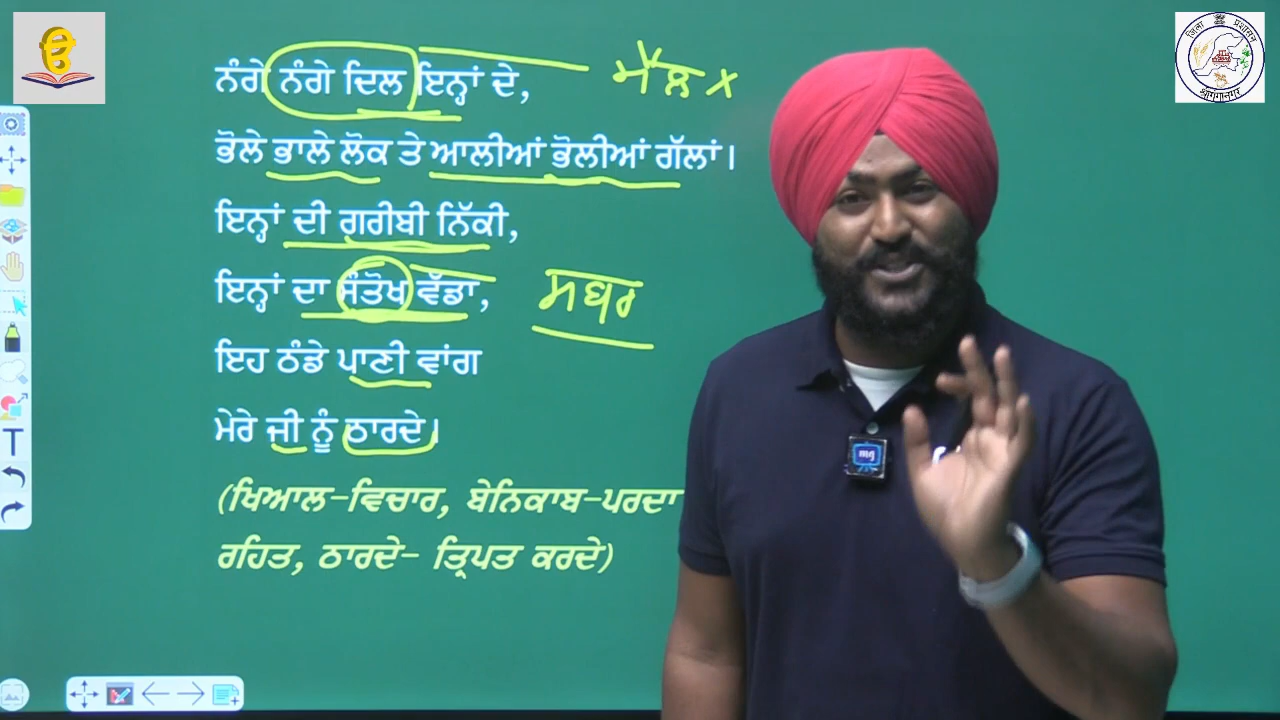 ਨੰਗੇ ਨੰਗੇ ਦਿਲ ਇਨ੍ਹਾਂ ਦੇ,
ਮੈਲ x
ਭੋਲੇ ਭਾਲੇ ਲੋਕ ਤੇ ਆਲੀਆਂ ਭੋਲੀਆਂ ਗੱਲਾਂ।
ਇਨ੍ਹਾਂ ਦੀ ਗਰੀਬੀ ਨਿੱਕੀ,
ਇਨ੍ਹਾਂ ਦਾ ਸੰਤੋਖ ਵੱਡਾ,
ਸਬਰ
ਇਹ ਠੰਡੇ ਪਾਣੀ ਵਾਂਗ
ਮੇਰੇ ਜੀ ਨੂੰ ਠਾਰਦੇ।
(ਖਿਆਲ-ਵਿਚਾਰ, ਬੇਨਿਕਾਬ-ਪਰਦਾ
ਰਹਿਤ, ਠਾਰਦੇ- ਤ੍ਰਿਪਤ ਕਰਦੇ)
T